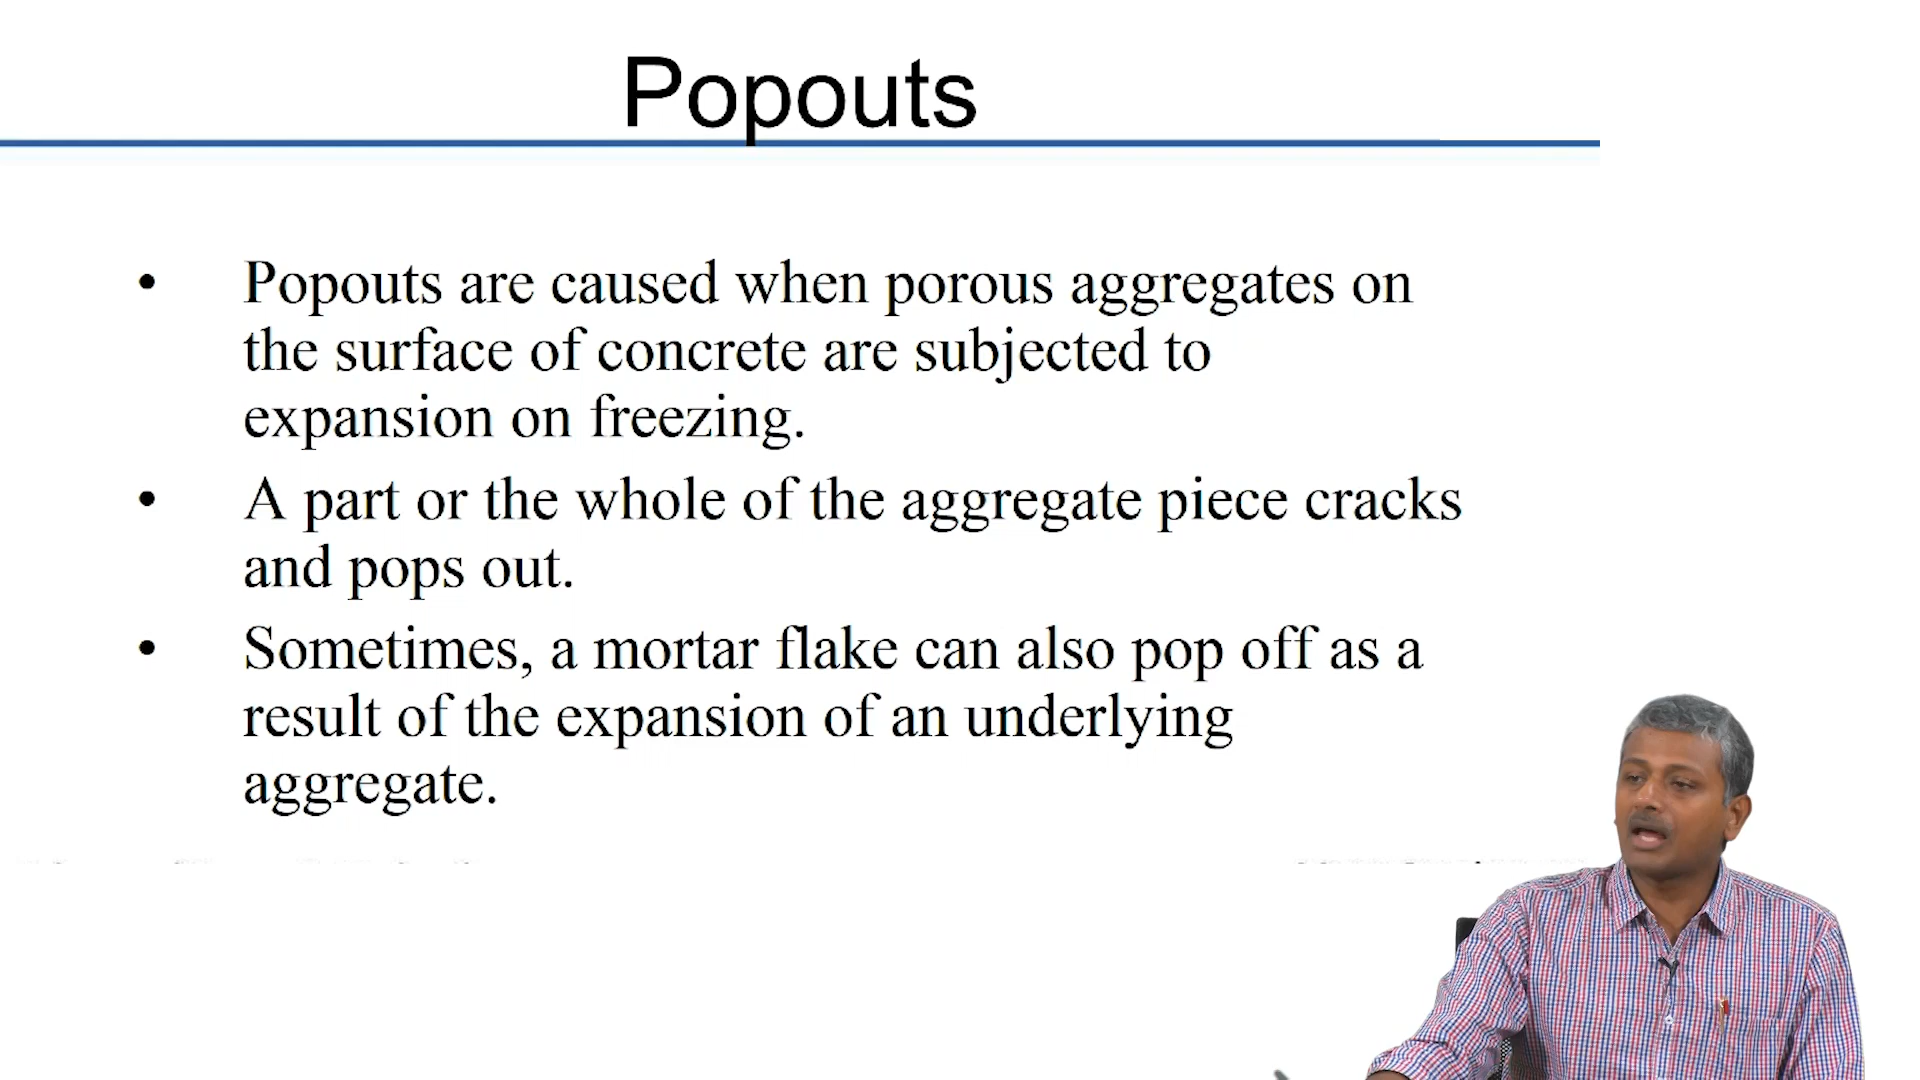 Popouts
• Popouts are caused when porous aggregates on
the surface of concrete are subjected to
expansion on freezing.
• A part or the whole of the aggregate piece cracks
and pops out.
• Sometimes, a mortar flake can also pop off as a
result of the expansion of an underlying
aggregate.